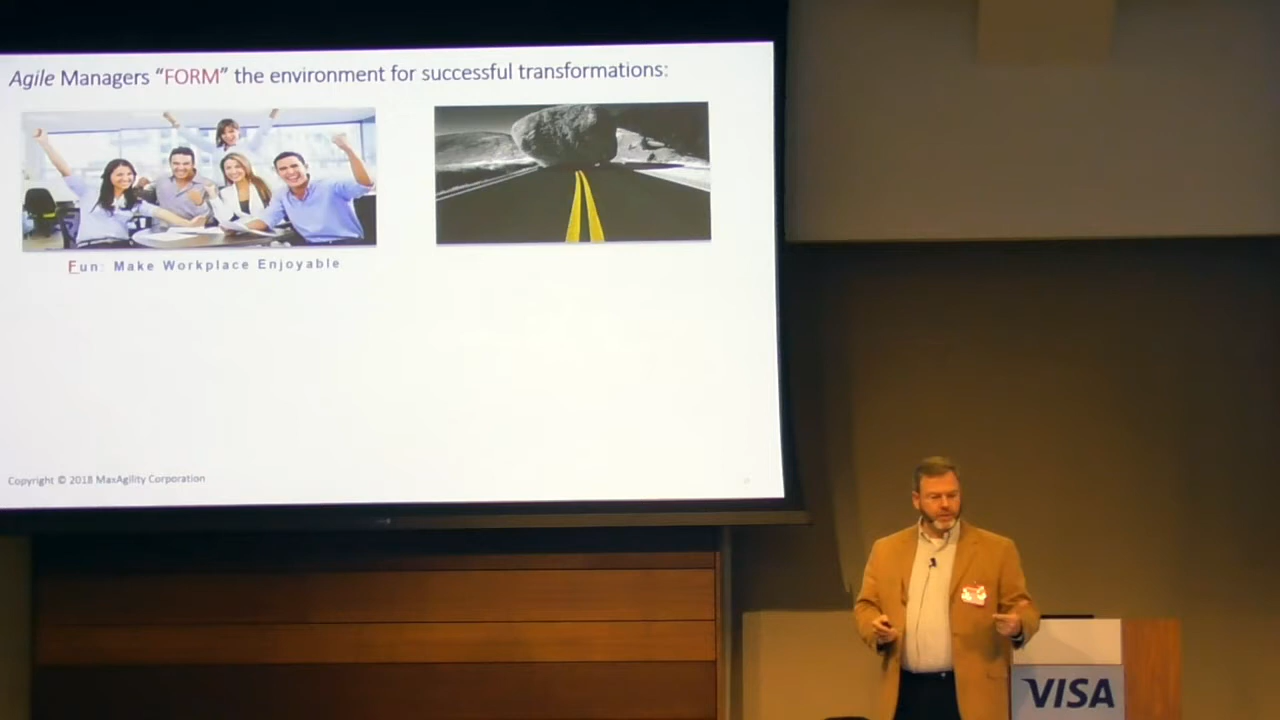 Agile Managers “FORM” the environment for successful transformations:
Fun: Make Workplace Enjoyable
Copyright © 2018 MaxAgility Corporation
VISA